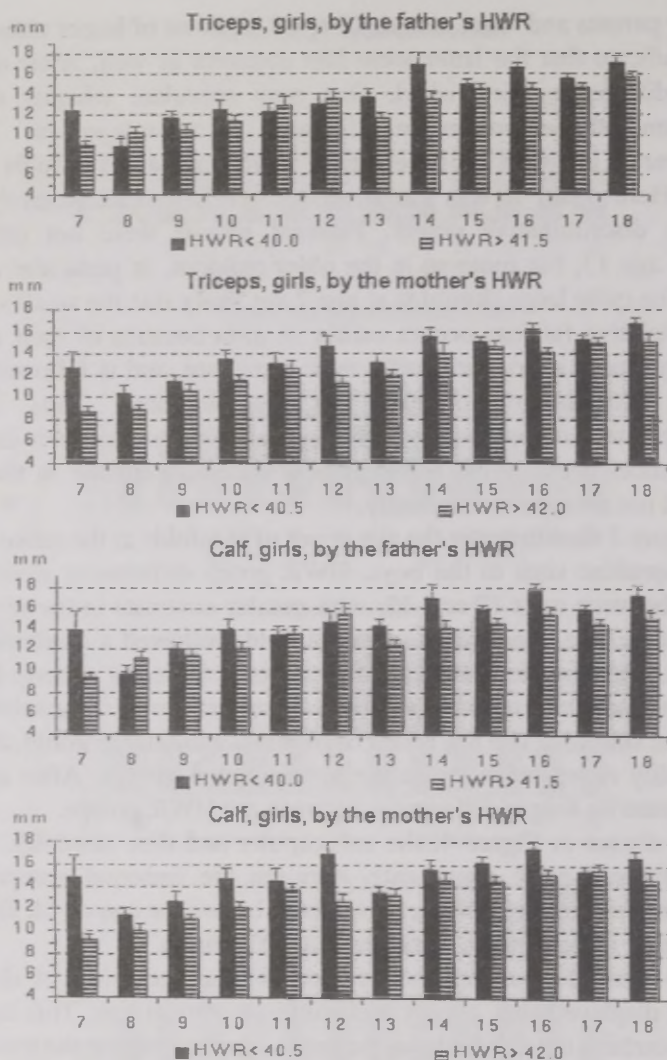 Triceps, girls, by the father's HWR
mm
18
16
14
12
10
8
6
4
7 8 9 10 11 12 13 14 15 16 17 18
HWR< 40.0 HWR> 41.5
Triceps, girls, by the mother's HWR
mm
18
16
14
12
10
8
6
4
7 8 9 10 11 12 13 14 15 16 17 18
HWR< 40.5 HWR> 42.0
Calf, girls, by the father's HWR
mm
18
16
14
12
10
8
6
4
7 8 9 10 11 12 13 14 15 16 17 18
HWR< 40.0 HWR> 41.5
Calf, girls, by the mother's HWR
mm
18
16
14
12
10
8
6
4
7 8 9 10 11 12 13 14 15 16 17 18
HWR< 40.5 HWR> 42.0